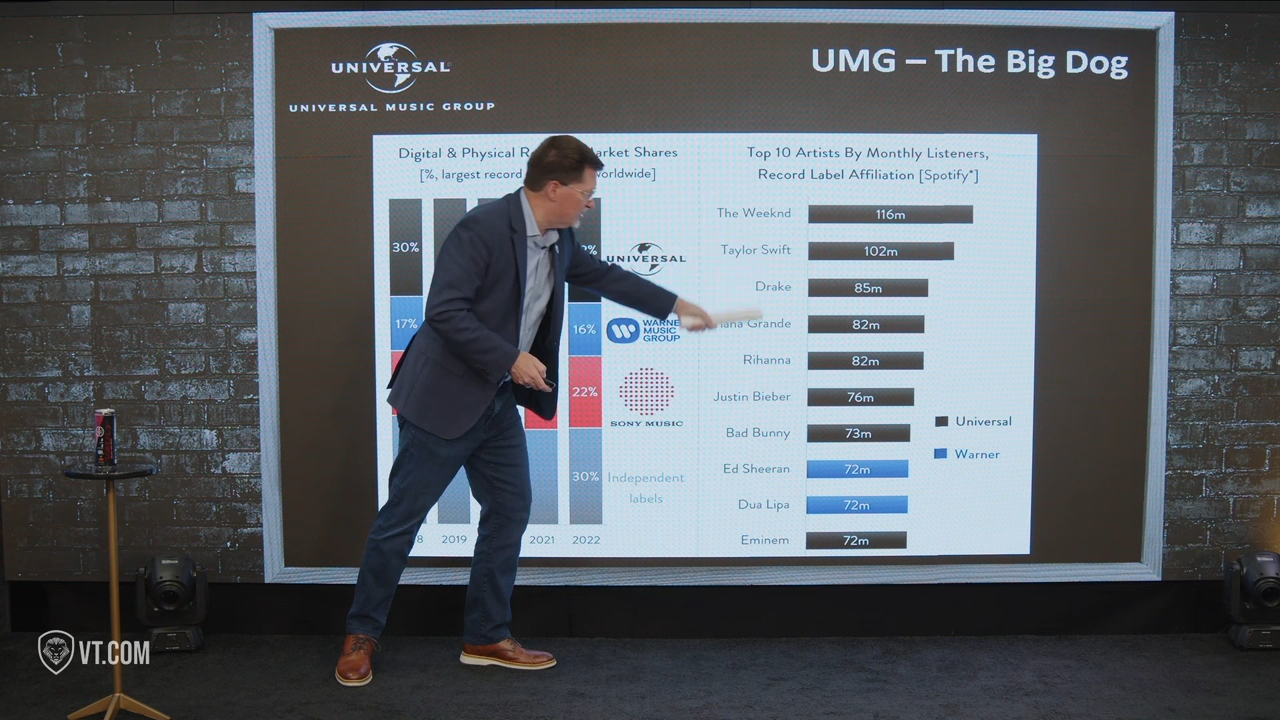 UNIVERSAL
UNIVERSAL MUSIC GROUP
UMG – The Big Dog
Digital & Physical Market Shares
[%, largest record
30%
17%
16%
22%
30%
2019
2021
2022
UNIVERSAL
MUSIC
GROUP
SONY MUSIC
Independent
labels
Top 10 Artists By Monthly Listeners,
Record Label Affiliation [Spotify*]
The Weeknd 116m
Taylor Swift 102m
Drake 85m
Grande 82m
Rihanna 82m
Justin Bieber 76m
Bad Bunny 73m
Ed Sheeran 72m
Dua Lipa 72m
Eminem 72m
Universal
Warner
VT.COM